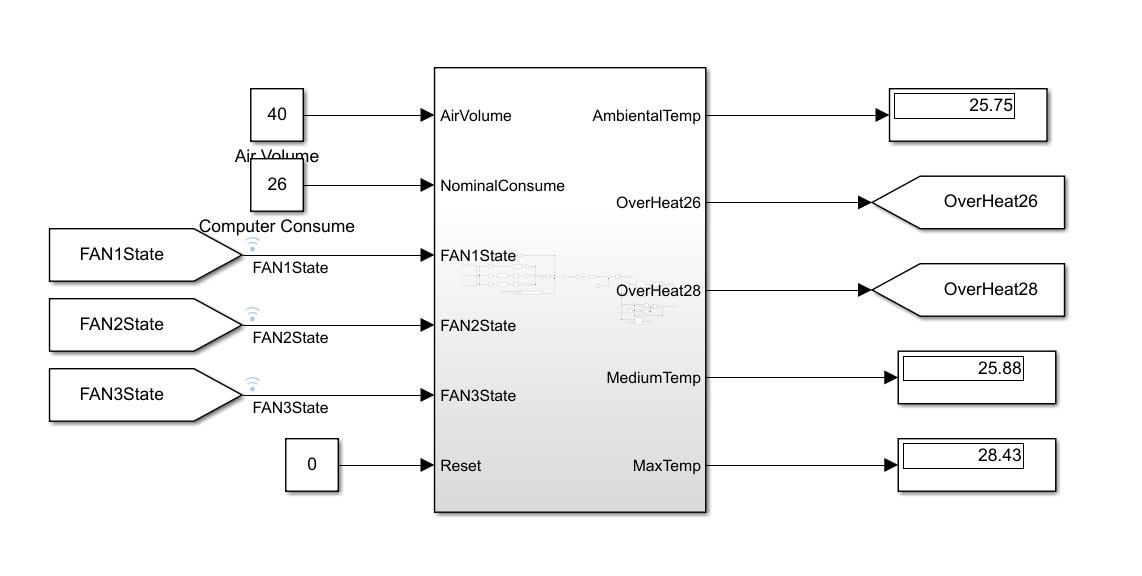 40
AirVolume
AmbientalTemp
25.75
Air Volume
26
NominalConsume
OverHeat26
OverHeat26
Computer Consume
FAN1State
FAN1State
FAN1State
OverHeat28
OverHeat28
FAN2State
FAN2State
FAN2State
MediumTemp
25.88
FAN3State
FAN3State
FAN3State
0
Reset
MaxTemp
28.43